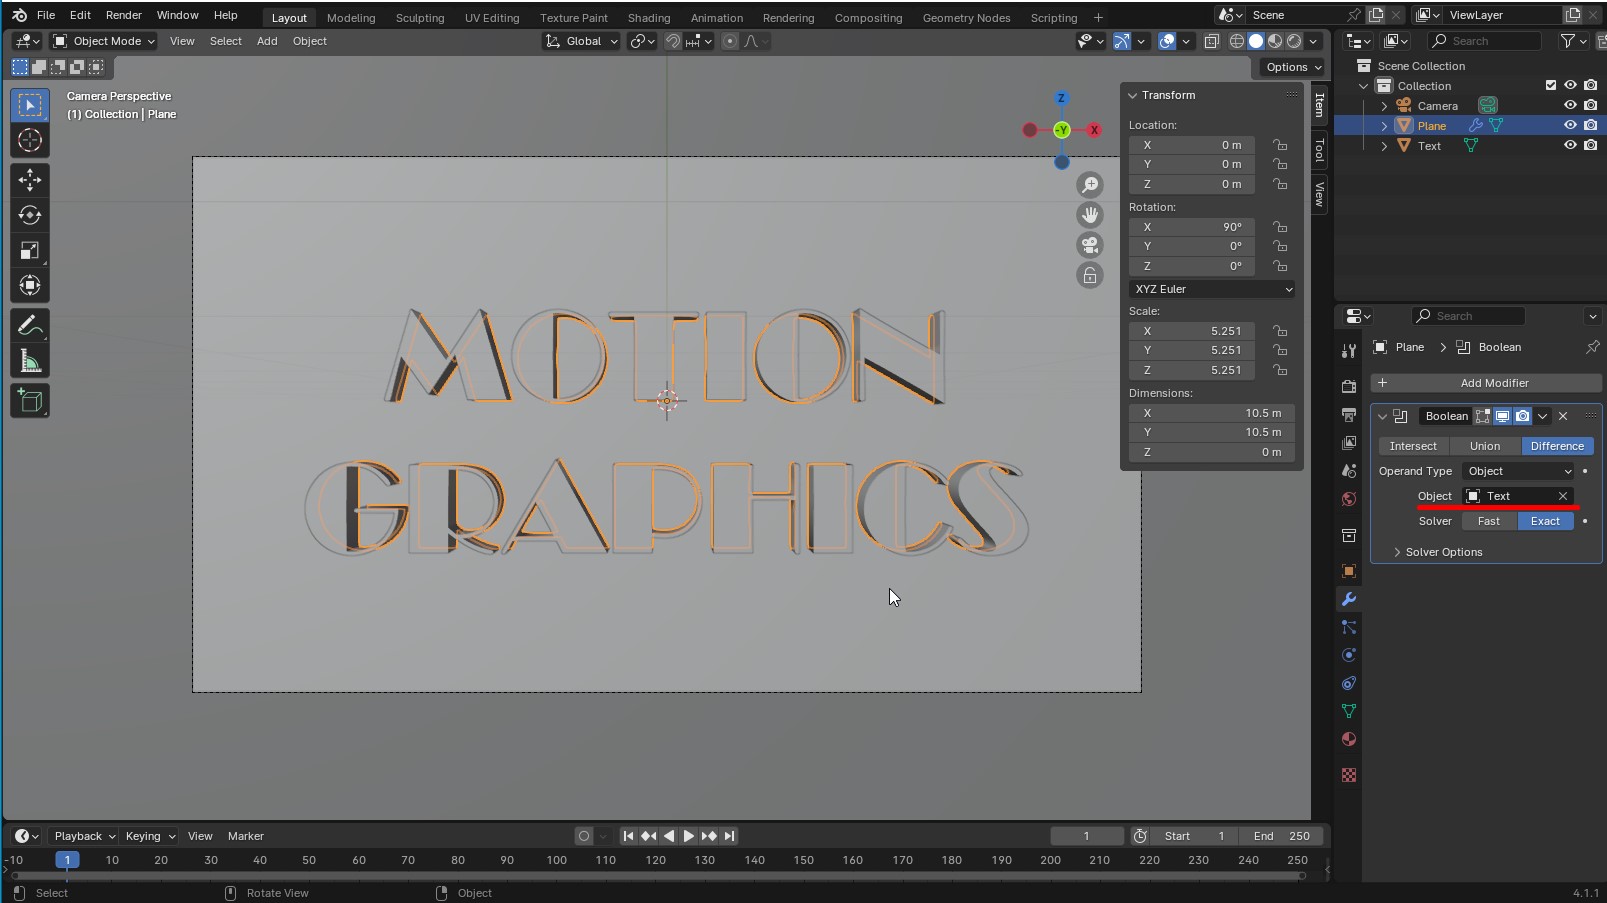 File Edit Render Window Help Layout Modeling Sculpting UV Editing Texture Paint Shading Animation Rendering Compositing Geometry Nodes Scripting + Scene ViewLayer
Object Mode View Select Add Object Global Search
Options
Scene Collection
Collection
Camera
Plane
Text
Camera Perspective
(1) Collection | Plane
Z
-Y X
Transform
Location:
X 0 m
Y 0 m
Z 0 m
Rotation:
X 90°
Y 0°
Z 0°
XYZ Euler
Scale:
X 5.251
Y 5.251
Z 5.251
Dimensions:
X 10.5 m
Y 10.5 m
Z 0 m
Item
Tool
View
MOTION
GRAPHICS
Search
Plane > Boolean
+ Add Modifier
Boolean
Intersect Union Difference
Operand Type Object
Object Text
Solver Fast Exact
Solver Options
Playback Keying View Marker 1 Start 1 End 250
-10 1 10 20 30 40 50 60 70 80 90 100 110 120 130 140 150 160 170 180 190 200 210 220 230 240 250
Select Rotate View Object 4.1.1